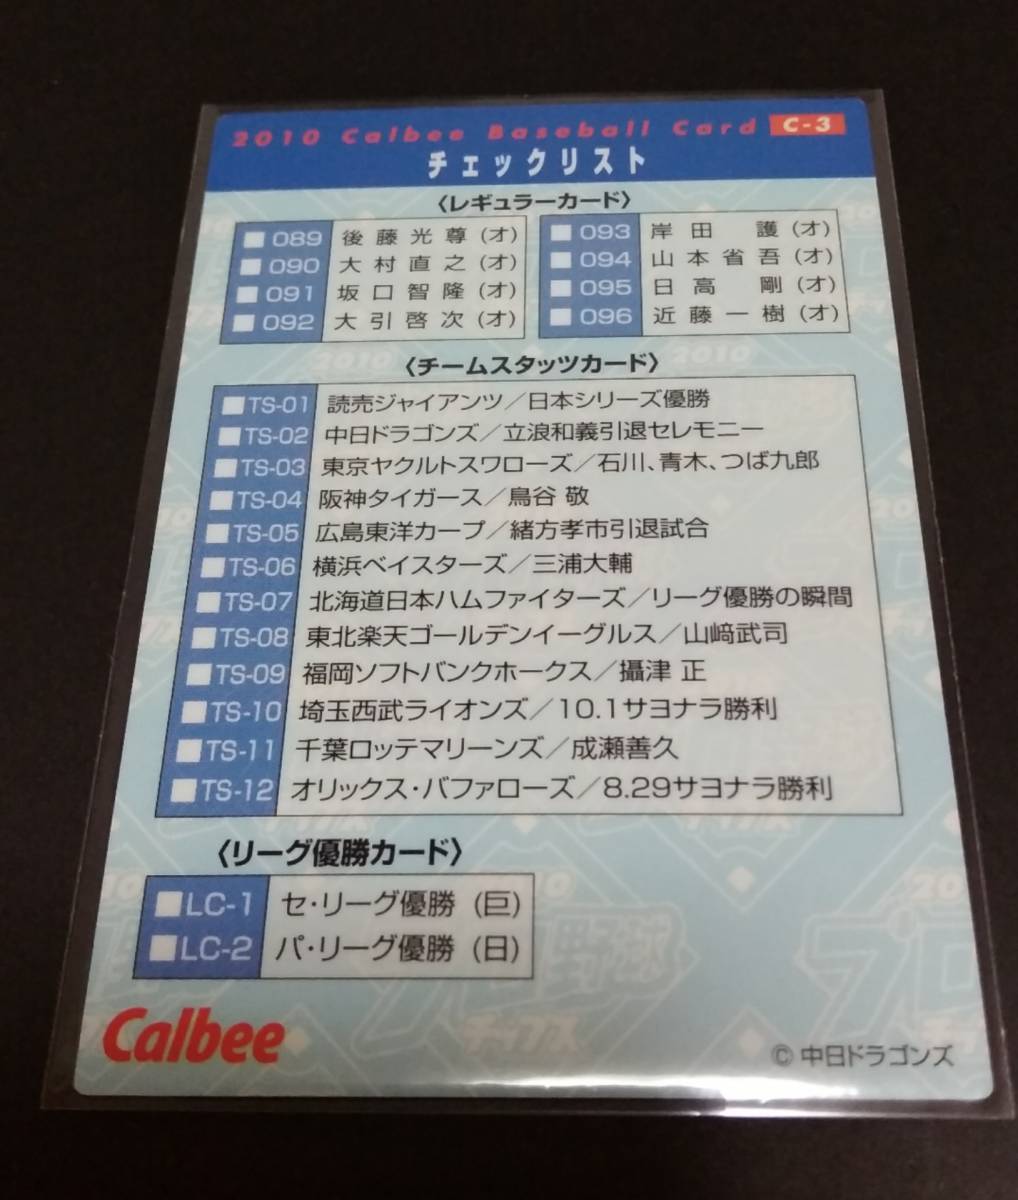 2010 Calbee Baseball Card C-3
チェックリスト
〈レギュラーカード〉
■ 089 後藤光尊(オ)
■ 090 大村直之(オ)
■ 091 坂口智隆(オ)
■ 092 大引啓次(オ)
■ 093 岸田 護(オ)
■ 094 山本省吾(オ)
■ 095 日高 剛(オ)
■ 096 近藤一樹(オ)
〈チームスタッツカード〉
■TS-01 読売ジャイアンツ/日本シリーズ優勝
■TS-02 中日ドラゴンズ/立浪和義引退セレモニー
■TS-03 東京ヤクルトスワローズ/石川、青木、つば九郎
■TS-04 阪神タイガース/鳥谷 敬
■TS-05 広島東洋カープ/緒方孝市引退試合
■TS-06 横浜ベイスターズ/三浦大輔
■TS-07 北海道日本ハムファイターズ/リーグ優勝の瞬間
■TS-08 東北楽天ゴールデンイーグルス/山﨑武司
■TS-09 福岡ソフトバンクホークス/攝津 正
■TS-10 埼玉西武ライオンズ/10.1サヨナラ勝利
■TS-11 千葉ロッテマリーンズ/成瀬善久
■TS-12 オリックス・バファローズ/8.29サヨナラ勝利
〈リーグ優勝カード〉
■LC-1 セ・リーグ優勝(巨)
■LC-2 パ・リーグ優勝(日)
Calbee
© 中日ドラゴンズ